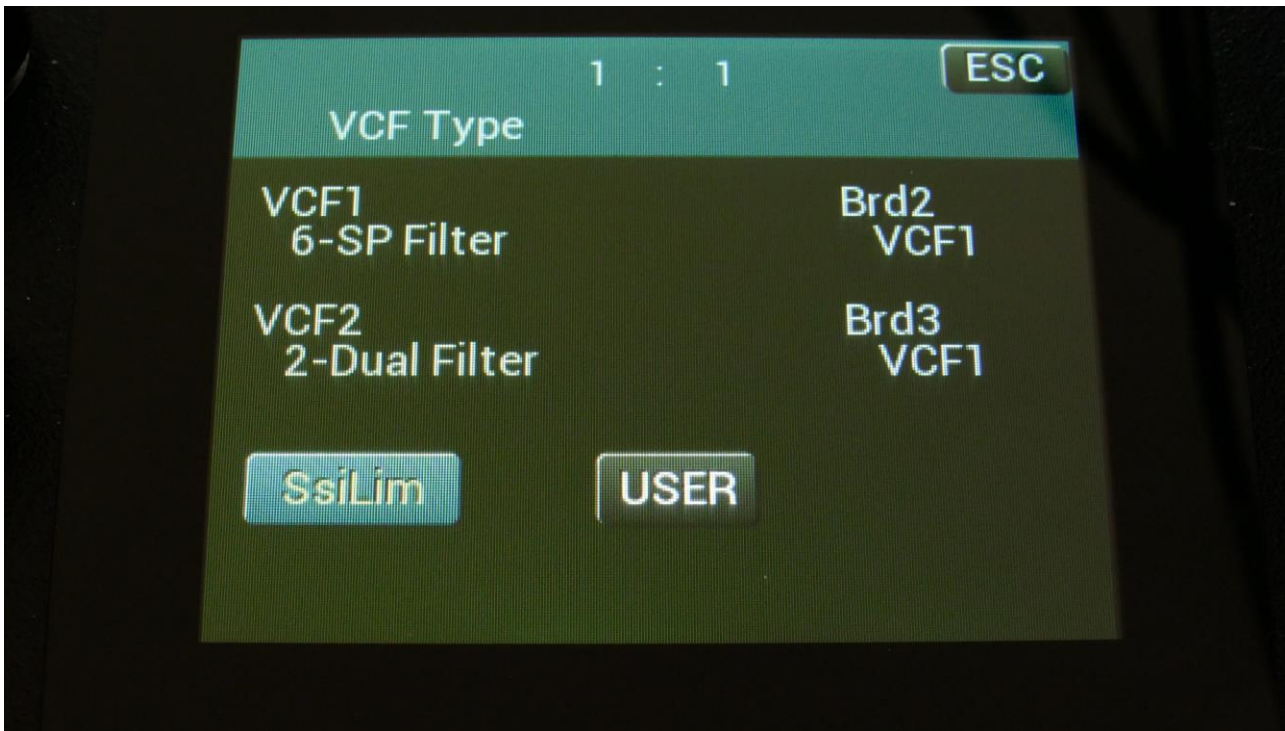 1 : 1
ESC
VCF Type
VCF1
6-SP Filter
Brd2
VCF1
VCF2
2-Dual Filter
Brd3
VCF1
SsiLim
USER